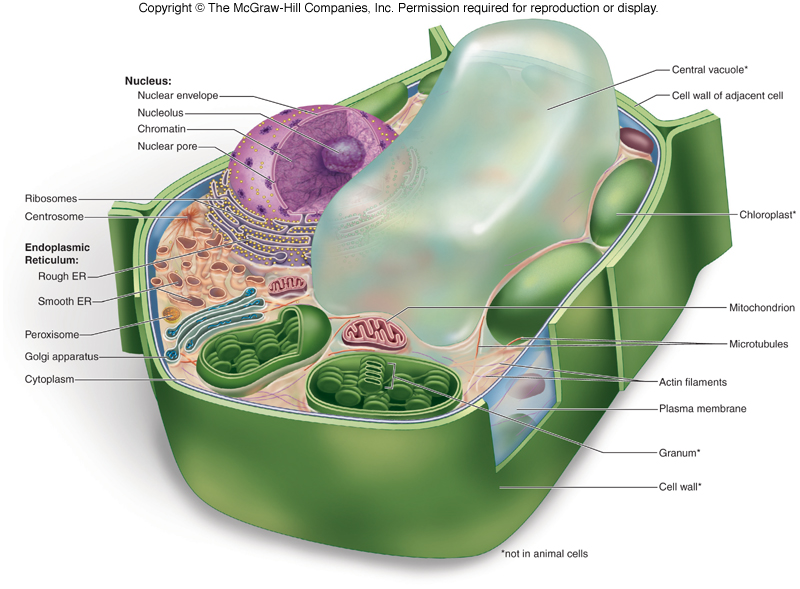 Copyright © The McGraw-Hill Companies, Inc. Permission required for reproduction or display.
Nucleus:
Nuclear envelope
Nucleolus
Chromatin
Nuclear pore
Ribosomes
Centrosome
Endoplasmic
Reticulum:
Rough ER
Smooth ER
Peroxisome
Golgi apparatus
Cytoplasm
Central vacuole*
Cell wall of adjacent cell
Chloroplast*
Mitochondrion
Microtubules
Actin filaments
Plasma membrane
Granum*
Cell wall*
*not in animal cells